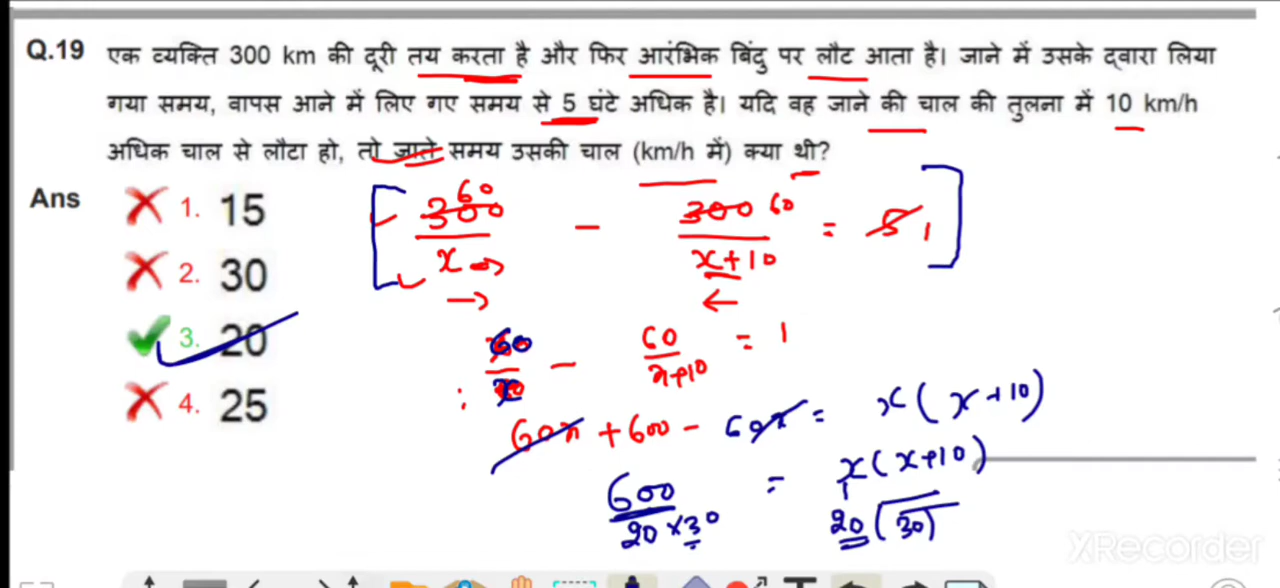 Q.19 एक व्यक्ति 300 km की दूरी तय करता है और फिर आरंभिक बिंदु पर लौट आता है। जाने में उसके द्वारा लिया
गया समय, वापस आने में लिए गए समय से 5 घंटे अधिक है। यदि वह जाने की चाल की तुलना में 10 km/h
अधिक चाल से लौटा हो, तो जाते समय उसकी चाल (km/h में) क्या थी?
Ans
1. 15
2. 30
3. 20
4. 25
60 60
300/x - 300/x+10 = 5 1
60/x - 60/x+10 = 1
60x + 600 - 60x = x(x+10)
600 = x(x+10)
20×30 20(30)
XRecorder